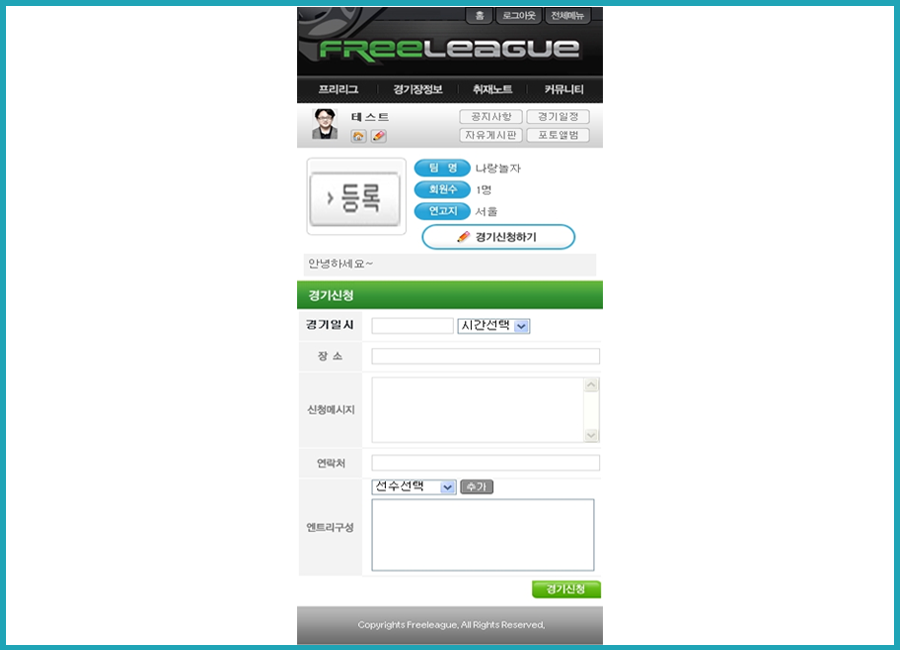 홈 로그아웃 전체메뉴
FREELEAGUE
프리리그 경기장정보 취재노트 커뮤니티
테스트 공지사항 경기일정
자유게시판 포토앨범
› 등록
팀 명 나랑놀자
회원수 1명
연고지 서울
경기신청하기
안녕하세요~
경기신청
경기일시 시간선택
장 소
신청메시지
연락처
선수선택 추가
엔트리구성
경기신청
Copyrights Freeleague, All Rights Reserved,